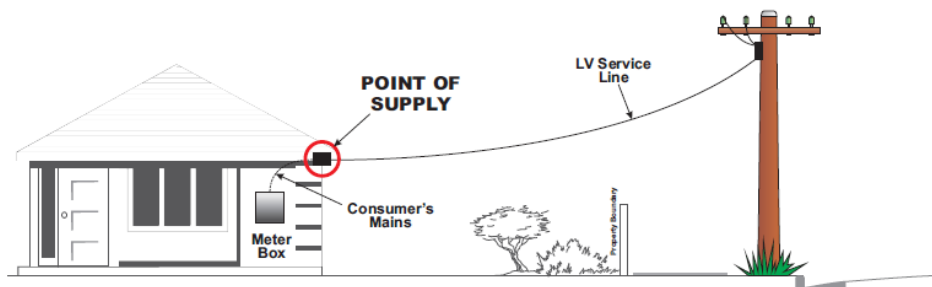 LV Service
Line
POINT OF
SUPPLY
Consumer's
Mains
Meter
Box
Property Boundary